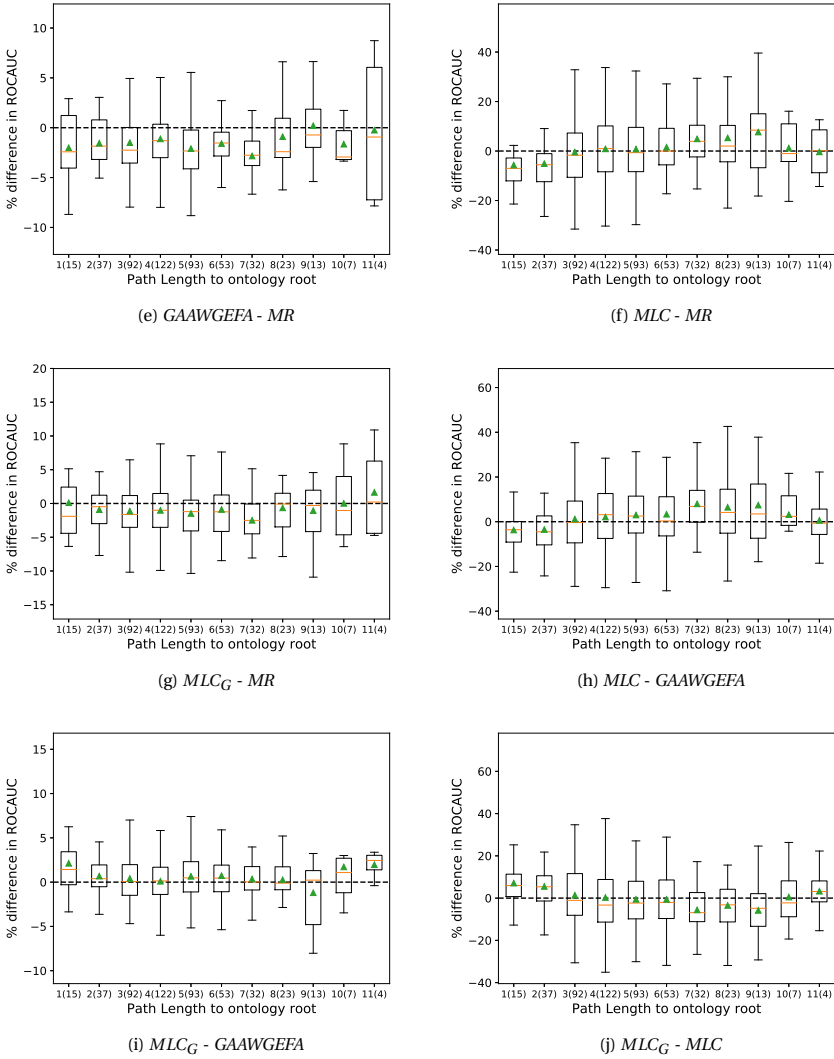 10
5
0
−5
−10
% difference in ROCAUC
1(15) 2(37) 3(92) 4(122) 5(93) 6(53) 7(32) 8(23) 9(13) 10(7) 11(4)
Path Length to ontology root
(e) GAAWGEFA - MR
40
20
0
−20
−40
% difference in ROCAUC
1(15) 2(37) 3(92) 4(122) 5(93) 6(53) 7(32) 8(23) 9(13) 10(7) 11(4)
Path Length to ontology root
(f) MLC - MR
20
15
10
5
0
−5
−10
−15
% difference in ROCAUC
1(15) 2(37) 3(92) 4(122) 5(93) 6(53) 7(32) 8(23) 9(13) 10(7) 11(4)
Path Length to ontology root
(g) MLCG - MR
60
40
20
0
−20
−40
% difference in ROCAUC
1(15) 2(37) 3(92) 4(122) 5(93) 6(53) 7(32) 8(23) 9(13) 10(7) 11(4)
Path Length to ontology root
(h) MLC - GAAWGEFA
15
10
5
0
−5
−10
% difference in ROCAUC
1(15) 2(37) 3(92) 4(122) 5(93) 6(53) 7(32) 8(23) 9(13) 10(7) 11(4)
Path Length to ontology root
(i) MLCG - GAAWGEFA
60
40
20
0
−20
−40
% difference in ROCAUC
1(15) 2(37) 3(92) 4(122) 5(93) 6(53) 7(32) 8(23) 9(13) 10(7) 11(4)
Path Length to ontology root
(j) MLCG - MLC